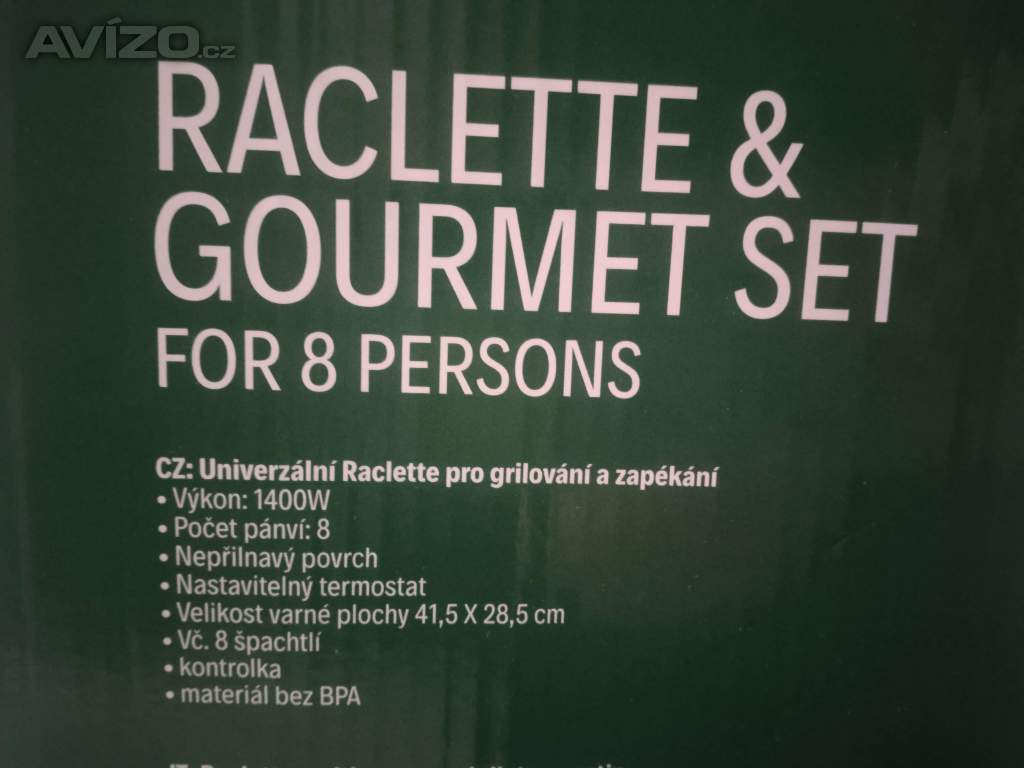 AVÍZO.cz
RACLETTE &
GOURMET SET
FOR 8 PERSONS
CZ: Univerzální Raclette pro grilování a zapékání
• Výkon: 1400W
• Počet pánví: 8
• Nepřilnavý povrch
• Nastavitelný termostat
• Velikost varné plochy 41,5 X 28,5 cm
• Vč. 8 špachtlí
• kontrolka
• materiál bez BPA